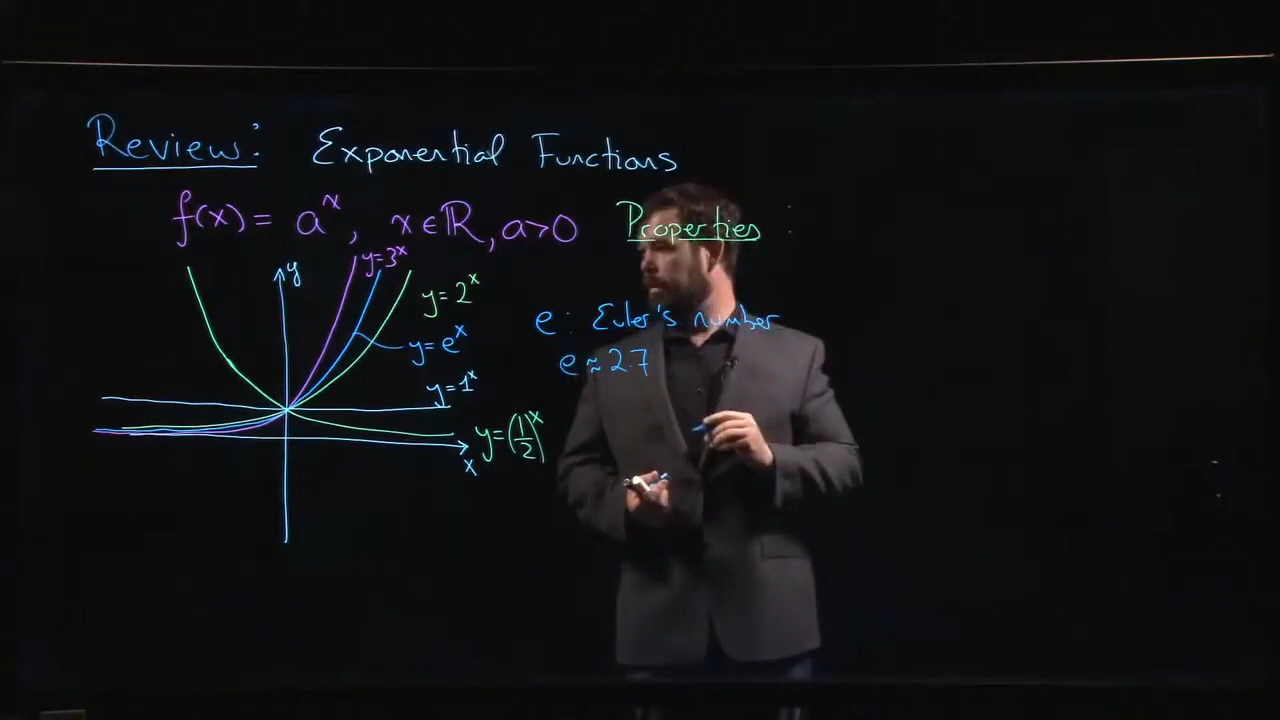 Review: Exponential Functions
f(x) = a^x, x ∈ ℝ, a>0
Properties
y
y=3^x
y=2^x
y=e^x
y=1^x
y=(1/2)^x
x
e: Euler's number
e ≈ 2.7